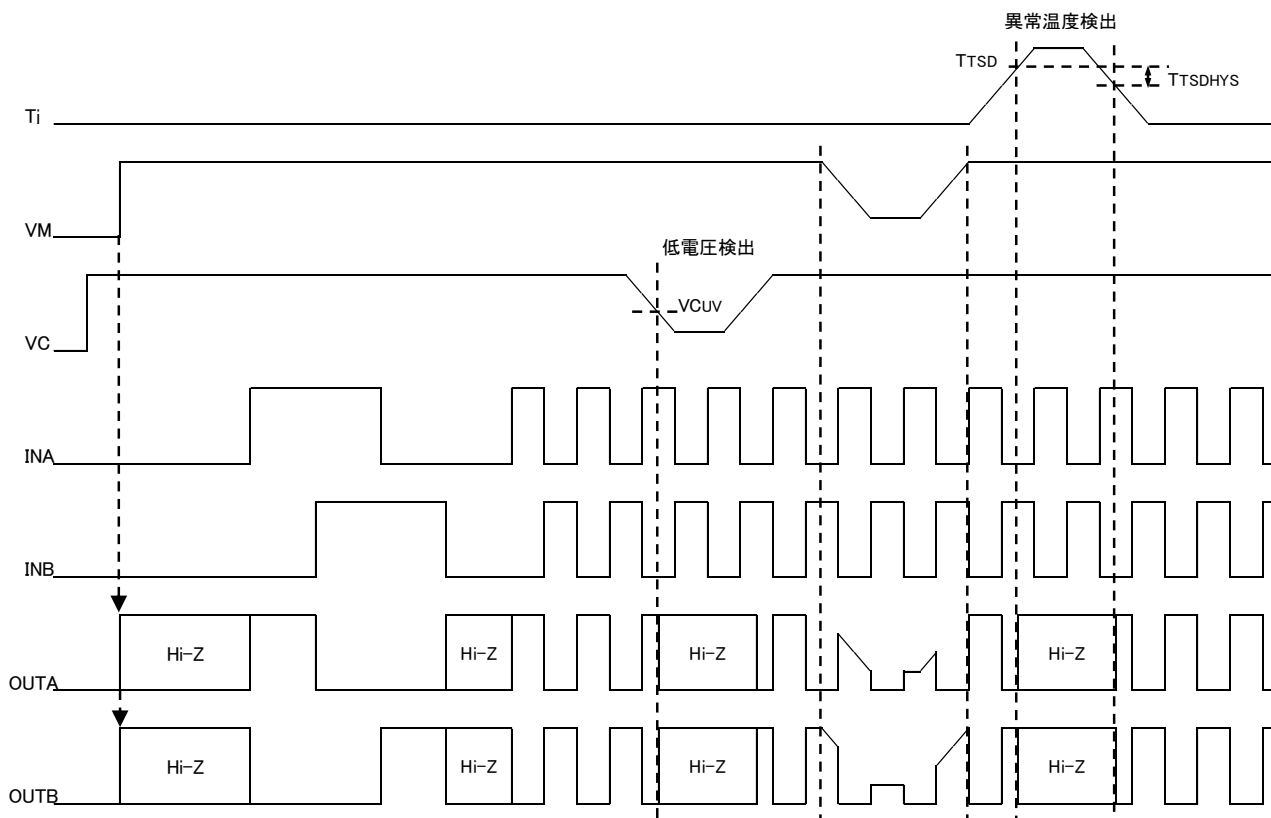 異常温度検出
TTSD
TTSDHYS
Ti
VM
低電圧検出
VCUV
VC
INA
INB
Hi-Z
Hi-Z
Hi-Z
Hi-Z
OUTA
Hi-Z
Hi-Z
Hi-Z
Hi-Z
OUTB